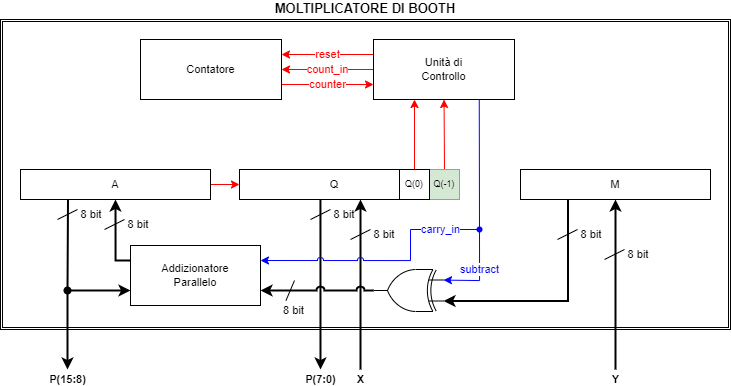 MOLTIPLICATORE DI BOOTH
Contatore
reset
count_in
counter
Unità di
Controllo
A
Q
Q(0)
Q(-1)
M
8 bit
8 bit
8 bit
8 bit
carry_in
8 bit
8 bit
subtract
Addizionatore
Parallelo
8 bit
P(15:8)
P(7:0)
X
Y